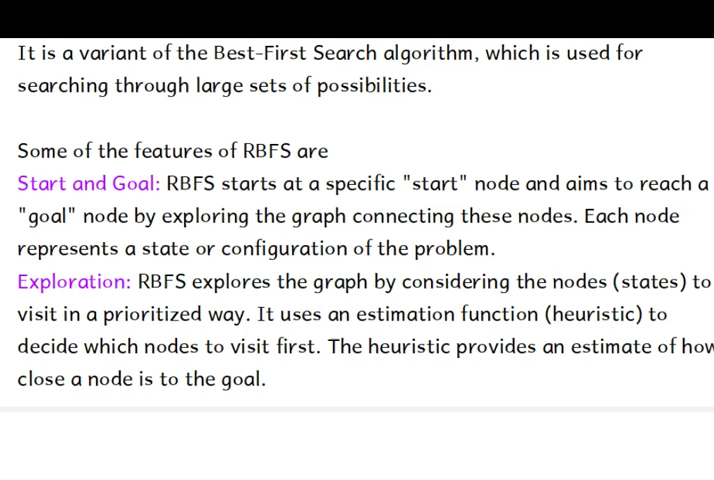 It is a variant of the Best-First Search algorithm, which is used for
searching through large sets of possibilities.
Some of the features of RBFS are
Start and Goal: RBFS starts at a specific "start" node and aims to reach a
"goal" node by exploring the graph connecting these nodes. Each node
represents a state or configuration of the problem.
Exploration: RBFS explores the graph by considering the nodes (states) to
visit in a prioritized way. It uses an estimation function (heuristic) to
decide which nodes to visit first. The heuristic provides an estimate of how
close a node is to the goal.